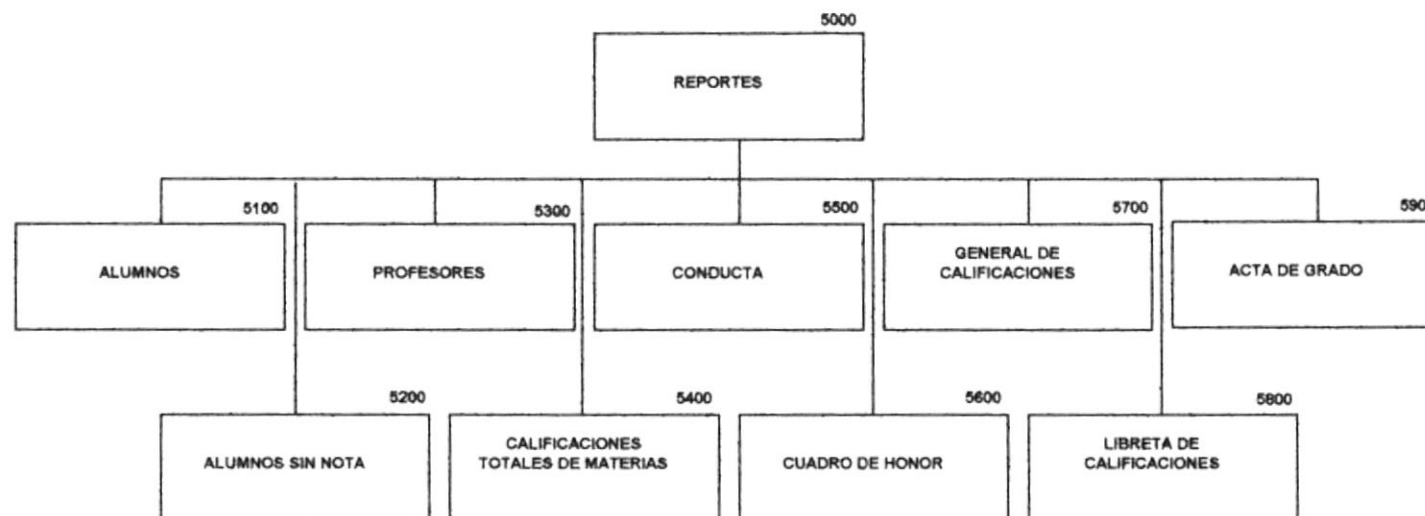 5000
REPORTES
5100
ALUMNOS
5300
PROFESORES
5500
CONDUCTA
5700
GENERAL DE
CALIFICACIONES
590
ACTA DE GRADO
5200
ALUMNOS SIN NOTA
5400
CALIFICACIONES
TOTALES DE MATERIAS
5600
CUADRO DE HONOR
5800
LIBRETA DE
CALIFICACIONES